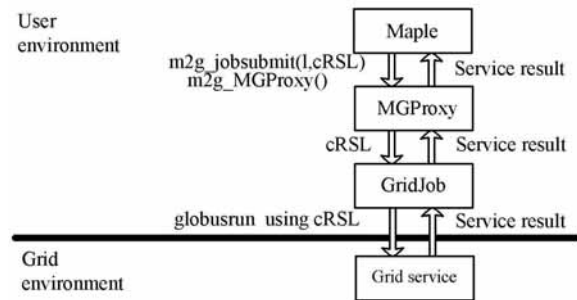 User
environment
Maple
m2g_jobsubmit(l,cRSL)
m2g_MGProxy()
Service result
MGProxy
cRSL
Service result
GridJob
globusrun using cRSL
Service result
Grid
environment
Grid service